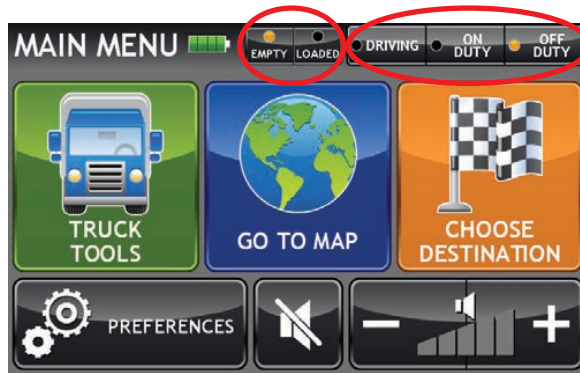 MAIN MENU
EMPTY LOADED
DRIVING
ON
DUTY
OFF
DUTY
TRUCK
TOOLS
GO TO MAP
CHOOSE
DESTINATION
PREFERENCES